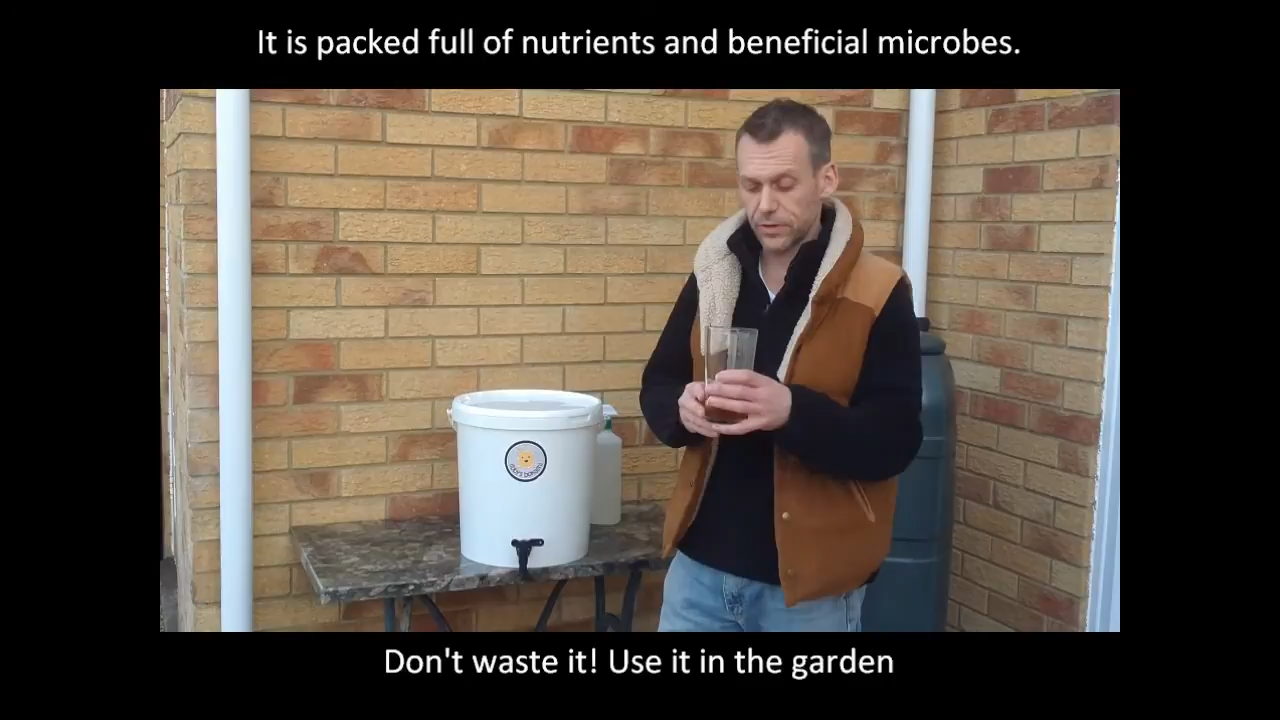 It is packed full of nutrients and beneficial microbes.
Don't waste it! Use it in the garden